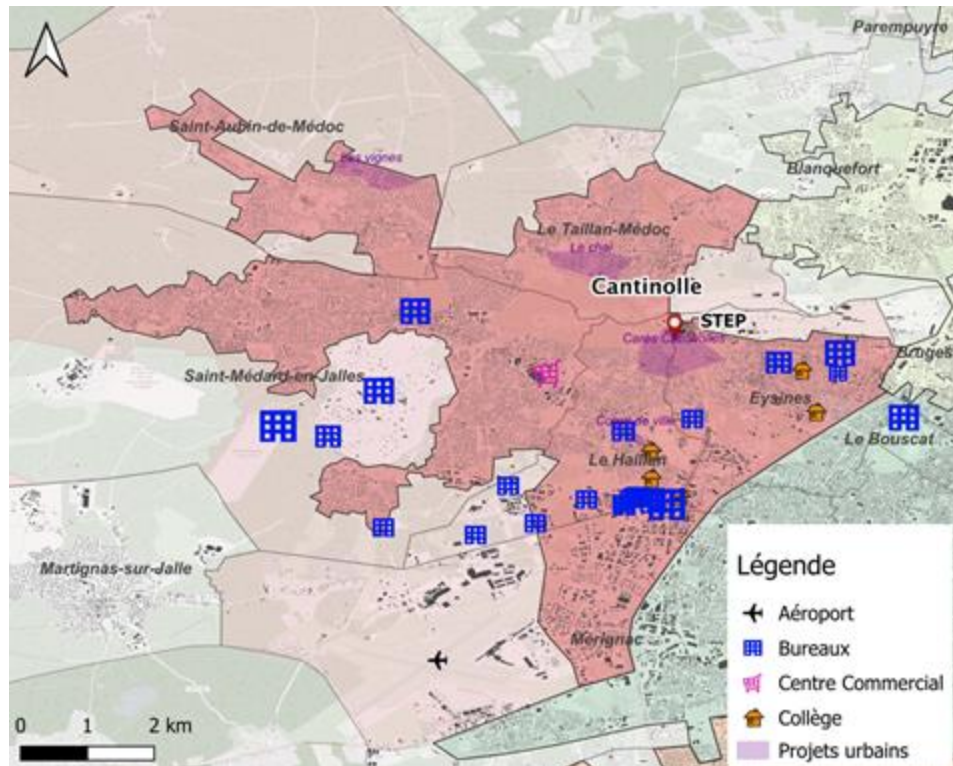 Parempuyre
Saint-Aubin-de-Médoc
Les vignes
Blanquefort
Le Taillan-Médoc
Le chai
Cantinolle
STEP
Bruges
Saint-Médard-en-Jalles
Eysines
Le Bouscat
Le Haillan
Martignas-sur-Jalle
Mérignac
Légende
Aéroport
Bureaux
Centre Commercial
Collège
Projets urbains
0 1 2 km